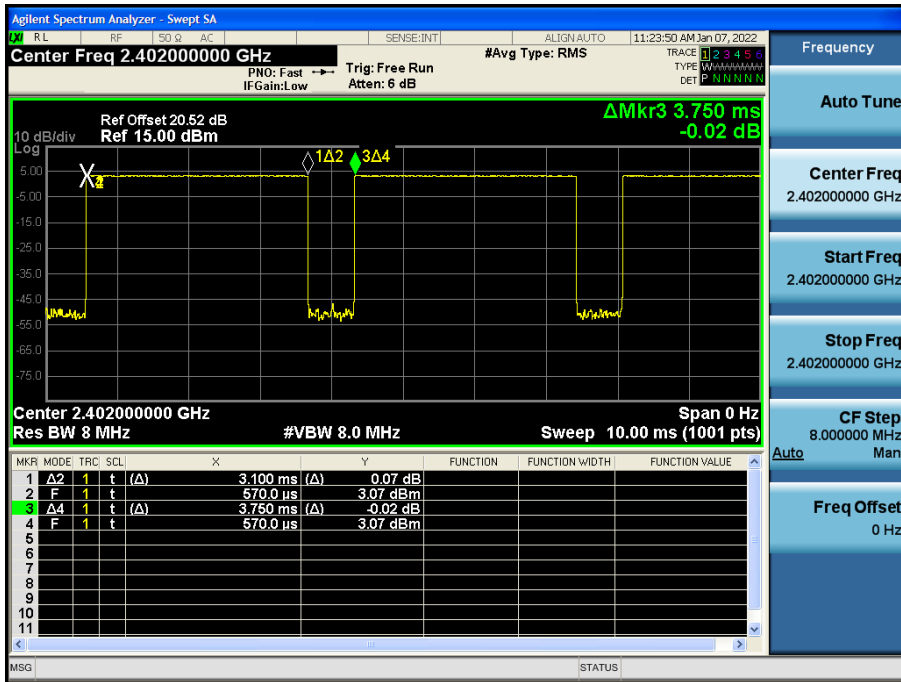 Agilent Spectrum Analyzer - Swept SA
LXI RL RF 50 Ω AC SENSE:INT ALIGN AUTO 11:23:50 AM Jan 07, 2022
Center Freq 2.402000000 GHz #Avg Type: RMS TRACE 1 2 3 4 5 6
PNO: Fast Trig: Free Run TYPE WWWWWW
IFGain:Low Atten: 6 dB DET P N N N N N
Ref Offset 20.52 dB ΔMkr3 3.750 ms
10 dB/div Ref 15.00 dBm -0.02 dB
Log
1Δ2 3Δ4
5.00
X
-5.00
-15.0
-25.0
-35.0
-45.0
-55.0
-65.0
-75.0
Center 2.402000000 GHz Span 0 Hz
Res BW 8 MHz #VBW 8.0 MHz Sweep 10.00 ms (1001 pts)
MKR MODE TRC SCL X Y FUNCTION FUNCTION WIDTH FUNCTION VALUE
1 Δ2 1 t (Δ) 3.100 ms (Δ) 0.07 dB
2 F 1 t 570.0 µs 3.07 dBm
3 Δ4 1 t (Δ) 3.750 ms (Δ) -0.02 dB
4 F 1 t 570.0 µs 3.07 dBm
5
6
7
8
9
10
11
MSG STATUS
Frequency
Auto Tune
Center Freq
2.402000000 GHz
Start Freq
2.402000000 GHz
Stop Freq
2.402000000 GHz
CF Step
8.000000 MHz
Auto Man
Freq Offset
0 Hz